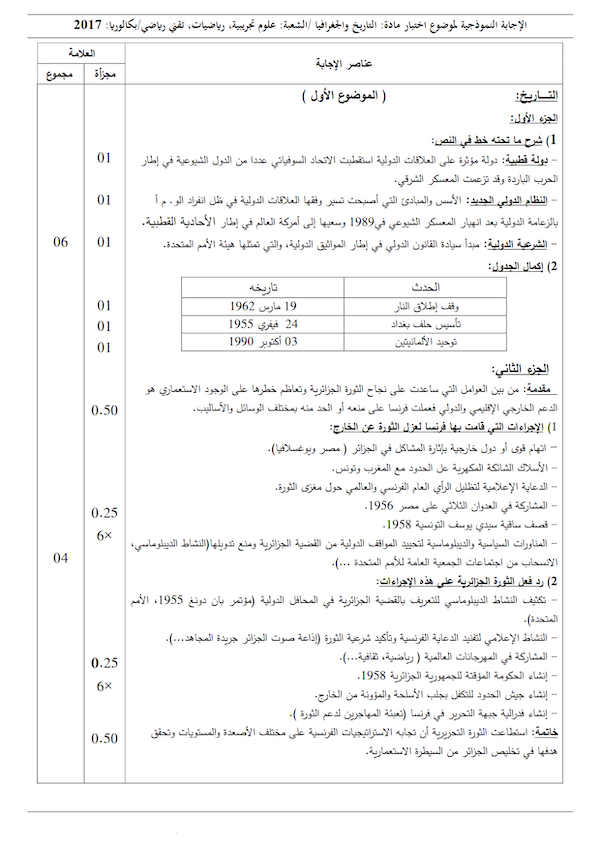 الإجابة النموذجية لموضوع اختبار مادة: التاريخ والجغرافيا /الشعبة: علوم تجريبية، رياضيات، تقني رياضي/بكالوريا: 2017
عناصر الإجابة
العلامة
مجزأة
مجموع
التـــاريخ: ( الموضوع الأول )
الجزء الأول:
1) شرح ما تحته خط في النص:
– دولة قطبية: دولة مؤثرة على العلاقات الدولية استقطبت الاتحاد السوفياتي عددا من الدول الشيوعية في إطار
الحرب الباردة وقد تزعمت المعسكر الشرقي.
01
– النظام الدولي الجديد: الأسس والمبادئ التي أصبحت تسير وفقها العلاقات الدولية في ظل انفراد الو. م أ
01
بالزعامة الدولية بعد انهيار المعسكر الشيوعي في1989 وسعيها إلى أمركة العالم في إطار الأحادية القطبية.
– الشرعية الدولية: مبدأ سيادة القانون الدولي في إطار المواثيق الدولية، والتي تمثلها هيئة الأمم المتحدة.
01
06
2) إكمال الجدول:
الحدث
تاريخه
وقف إطلاق النار
19 مارس 1962
01
تأسيس حلف بغداد
24 فيفري 1955
01
توحيد الألمانيتين
03 أكتوبر 1990
01
الجزء الثاني:
مقدمة: من بين العوامل التي ساعدت على نجاح الثورة الجزائرية وتعاظم خطرها على الوجود الاستعماري هو
الدعم الخارجي الإقليمي والدولي فعملت فرنسا على منعه أو الحد منه بمختلف الوسائل والأساليب.
0.50
1) الإجراءات التي قامت بها فرنسا لعزل الثورة عن الخارج:
– اتهام قوى أو دول خارجية بإثارة المشاكل في الجزائر ( مصر ويوغسلافيا).
– الأسلاك الشائكة المكهربة عل الحدود مع المغرب وتونس.
– الدعاية الإعلامية لتظليل الرأي العام الفرنسي والعالمي حول مغزى الثورة.
– المشاركة في العدوان الثلاثي على مصر 1956.
0.25
– قصف ساقية سيدي يوسف التونسية 1958.
6×
– المناورات السياسية والديبلوماسية لتحييد المواقف الدولية من القضية الجزائرية ومنع تدويلها(النشاط الديبلوماسي،
الانسحاب من اجتماعات الجمعية العامة للأمم المتحدة ...).
04
2) رد فعل الثورة الجزائرية على هذه الإجراءات:
– تكثيف النشاط الديبلوماسي للتعريف بالقضية الجزائرية في المحافل الدولية (مؤتمر بان دونغ 1955، الأمم
المتحدة).
– النشاط الإعلامي لتفنيد الدعاية الفرنسية وتأكيد شرعية الثورة (إذاعة صوت الجزائر جريدة المجاهد...).
– المشاركة في المهرجانات العالمية ( رياضية، ثقافية...).
0.25
– إنشاء الحكومة المؤقتة للجمهورية الجزائرية 1958.
6×
– إنشاء جيش الحدود للتكفل بجلب الأسلحة والمؤونة من الخارج.
– إنشاء فدرالية جبهة التحرير في فرنسا (تعبئة المهاجرين لدعم الثورة ).
خاتمة: استطاعت الثورة التحريرية أن تجابه الاستراتيجيات الفرنسية على مختلف الأصعدة والمستويات وتحقق
0.50
هدفها في تخليص الجزائر من السيطرة الاستعمارية.